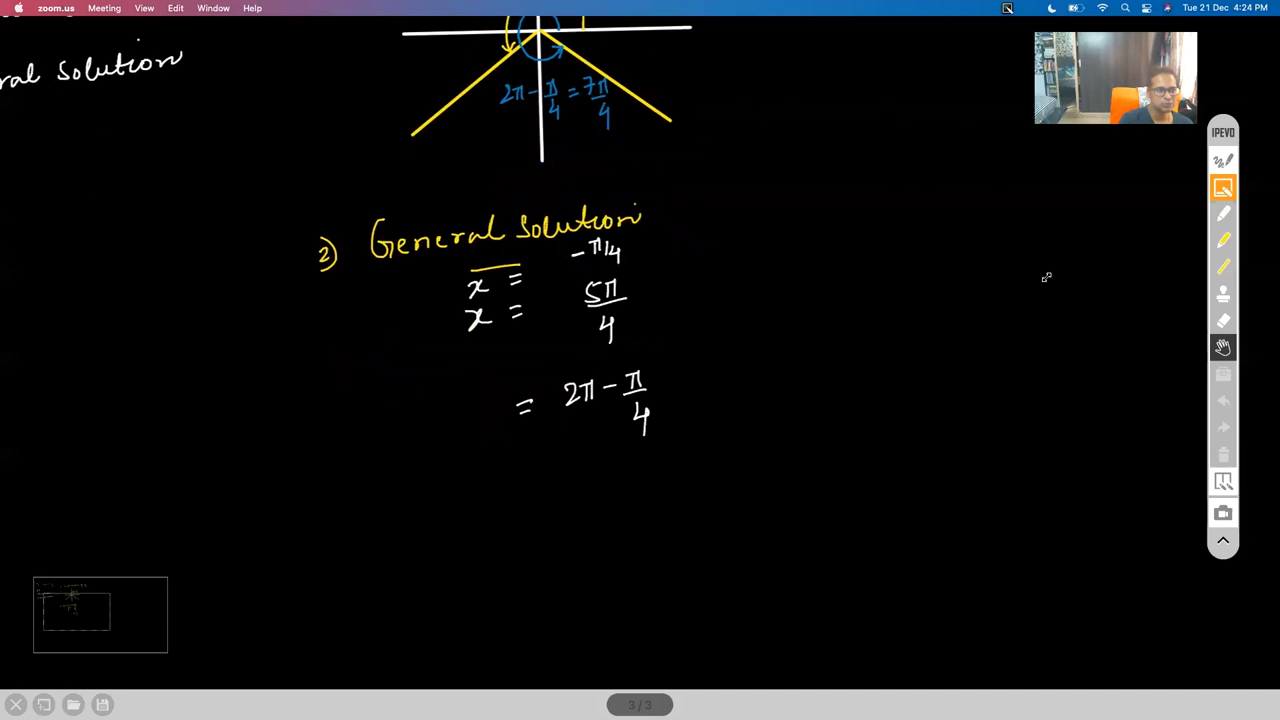 zoom.us Meeting View Edit Window Help Tue 21 Dec 4:24 PM
ral Solution
2π - π/4 = 7π/4
IPEVO
2) General Solution
x = -π/4
x = 5π/4
= 2π - π/4
3 / 3